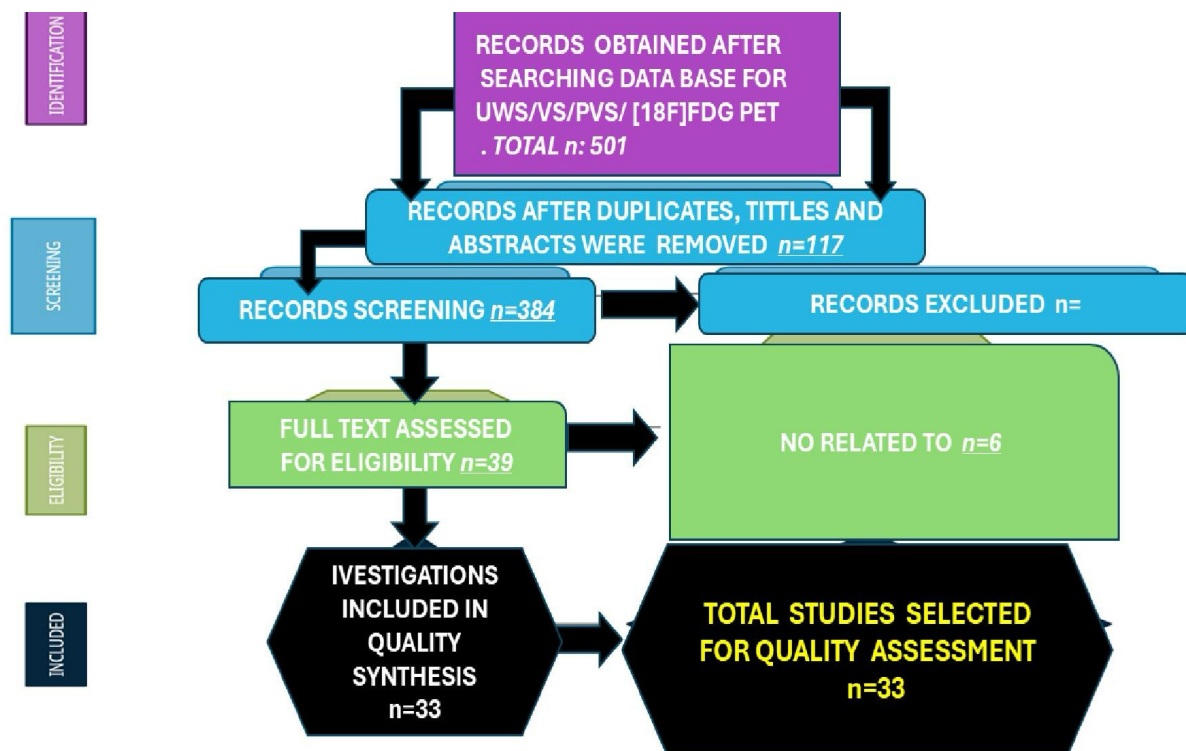 IDENTIFICATION
RECORDS OBTAINED AFTER
SEARCHING DATA BASE FOR
UWS/VS/PVS/ [18F]FDG PET
. TOTAL n: 501
SCREENING
RECORDS AFTER DUPLICATES, TITTLES AND
ABSTRACTS WERE REMOVED n=117
RECORDS SCREENING n=384
RECORDS EXCLUDED n=
ELIGIBILITY
FULL TEXT ASSESSED
FOR ELIGIBILITY n=39
NO RELATED TO n=6
INCLUDED
IVESTIGATIONS
INCLUDED IN
QUALITY
SYNTHESIS
n=33
TOTAL STUDIES SELECTED
FOR QUALITY ASSESSMENT
n=33